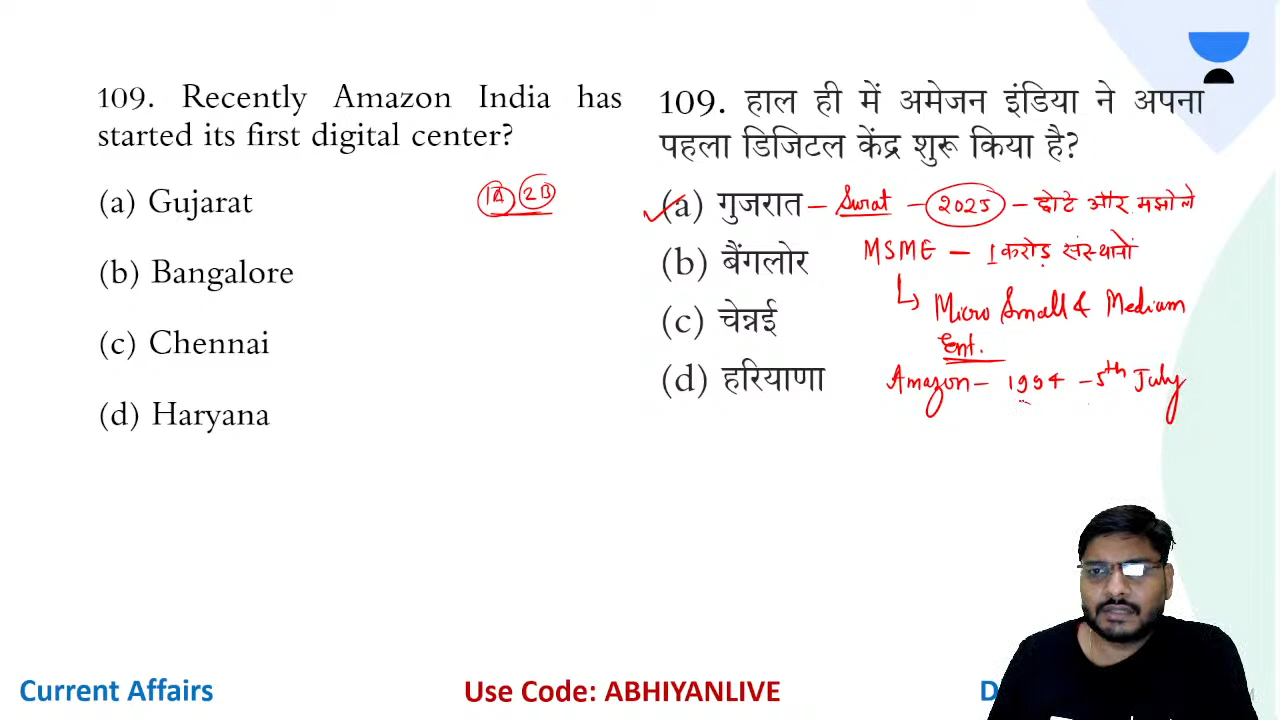 109. Recently Amazon India has
started its first digital center?
(a) Gujarat
1A 2B
(b) Bangalore
(c) Chennai
(d) Haryana
109. हाल ही में अमेजन इंडिया ने अपना
पहला डिजिटल केंद्र शुरू किया है?
(a) गुजरात – Surat – 2025 – छोटे और मझोले
(b) बैंगलोर
MSME – 1 करोड़ संस्थानों
Micro Small & Medium
(c) चेन्नई
Ent.
(d) हरियाणा
Amazon – 1994 – 5th July
Current Affairs
Use Code: ABHIYANLIVE
D